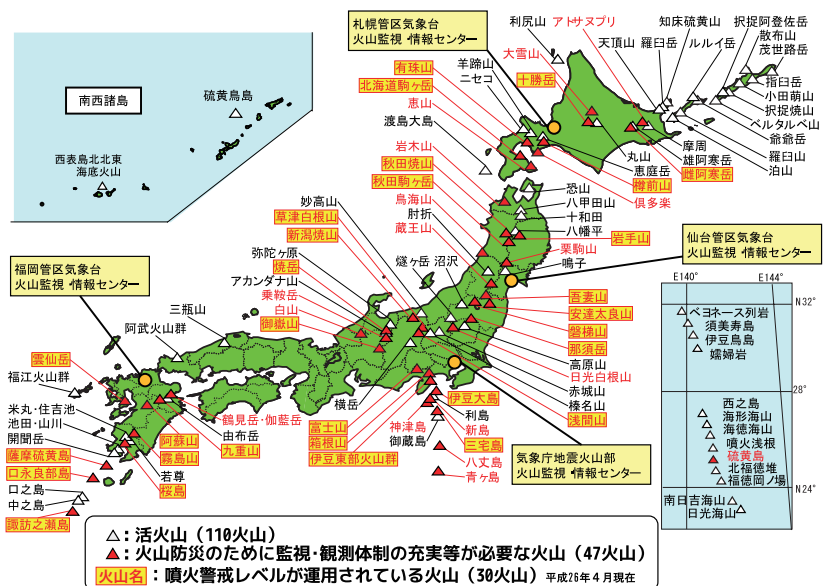 札幌管区気象台
火山監視・情報センター
利尻山
アトサヌプリ
知床硫黄山
択捉阿登佐岳
天頂山
羅臼岳
ルルイ岳
散布山
茂世路岳
大雪山
十勝岳
指臼岳
小田萌山
択捉焼山
ベルタルベ山
爺爺岳
羅臼山
泊山
有珠山
羊蹄山
ニセコ
北海道駒ヶ岳
恵山
渡島大島
丸山
摩周
雄阿寒岳
雌阿寒岳
恵庭岳
樽前山
倶多楽
南西諸島
硫黄鳥島
西表島北北東
海底火山
岩木山
秋田焼山
秋田駒ヶ岳
鳥海山
肘折
蔵王山
恐山
八甲田山
十和田
八幡平
岩手山
栗駒山
鳴子
仙台管区気象台
火山監視・情報センター
妙高山
草津白根山
新潟焼山
弥陀ヶ原
焼岳
アカンダナ山
乗鞍岳
白山
御嶽山
燧ヶ岳
沼沢
吾妻山
安達太良山
磐梯山
那須岳
高原山
日光白根山
赤城山
榛名山
浅間山
福岡管区気象台
火山監視・情報センター
三瓶山
阿武火山群
雲仙岳
福江火山群
米丸・住吉池
池田・山川
開聞岳
薩摩硫黄島
口永良部島
口之島
中之島
諏訪之瀬島
鶴見岳・伽藍岳
由布岳
阿蘇山
九重山
霧島山
若尊
桜島
横岳
富士山
箱根山
伊豆東部火山群
伊豆大島
利島
神津島
新島
御蔵島
三宅島
八丈島
青ヶ島
気象庁地震火山部
火山監視・情報センター
E140°
E144°
N32°
28°
N24°
ベヨネース列岩
須美寿島
伊豆鳥島
孀婦岩
西之島
海形海山
海徳海山
噴火浅根
硫黄島
北福徳堆
福徳岡ノ場
南日吉海山
日光海山
△:活火山(110火山)
▲:火山防災のために監視・観測体制の充実等が必要な火山(47火山)
火山名:噴火警戒レベルが運用されている火山(30火山) 平成26年4月現在